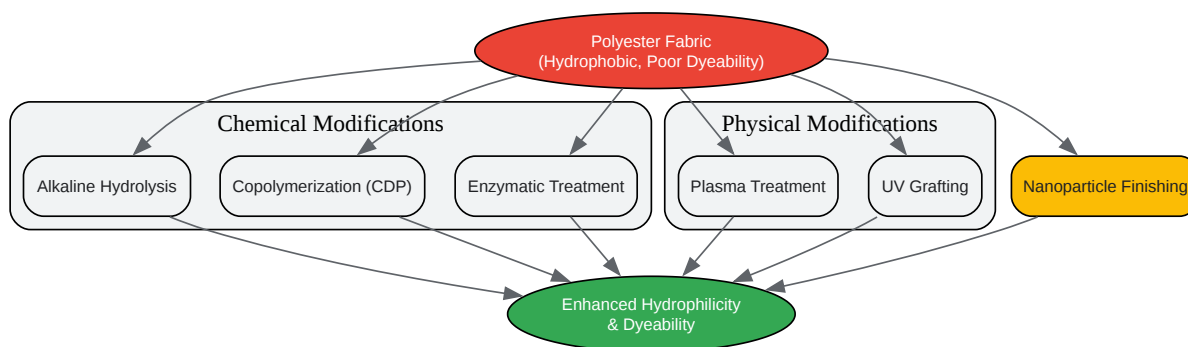 Polyester Fabric
(Hydrophobic, Poor Dyeability)
Chemical Modifications
Physical Modifications
Alkaline Hydrolysis
Copolymerization (CDP)
Enzymatic Treatment
Plasma Treatment
UV Grafting
Nanoparticle Finishing
Enhanced Hydrophilicity
& Dyeability